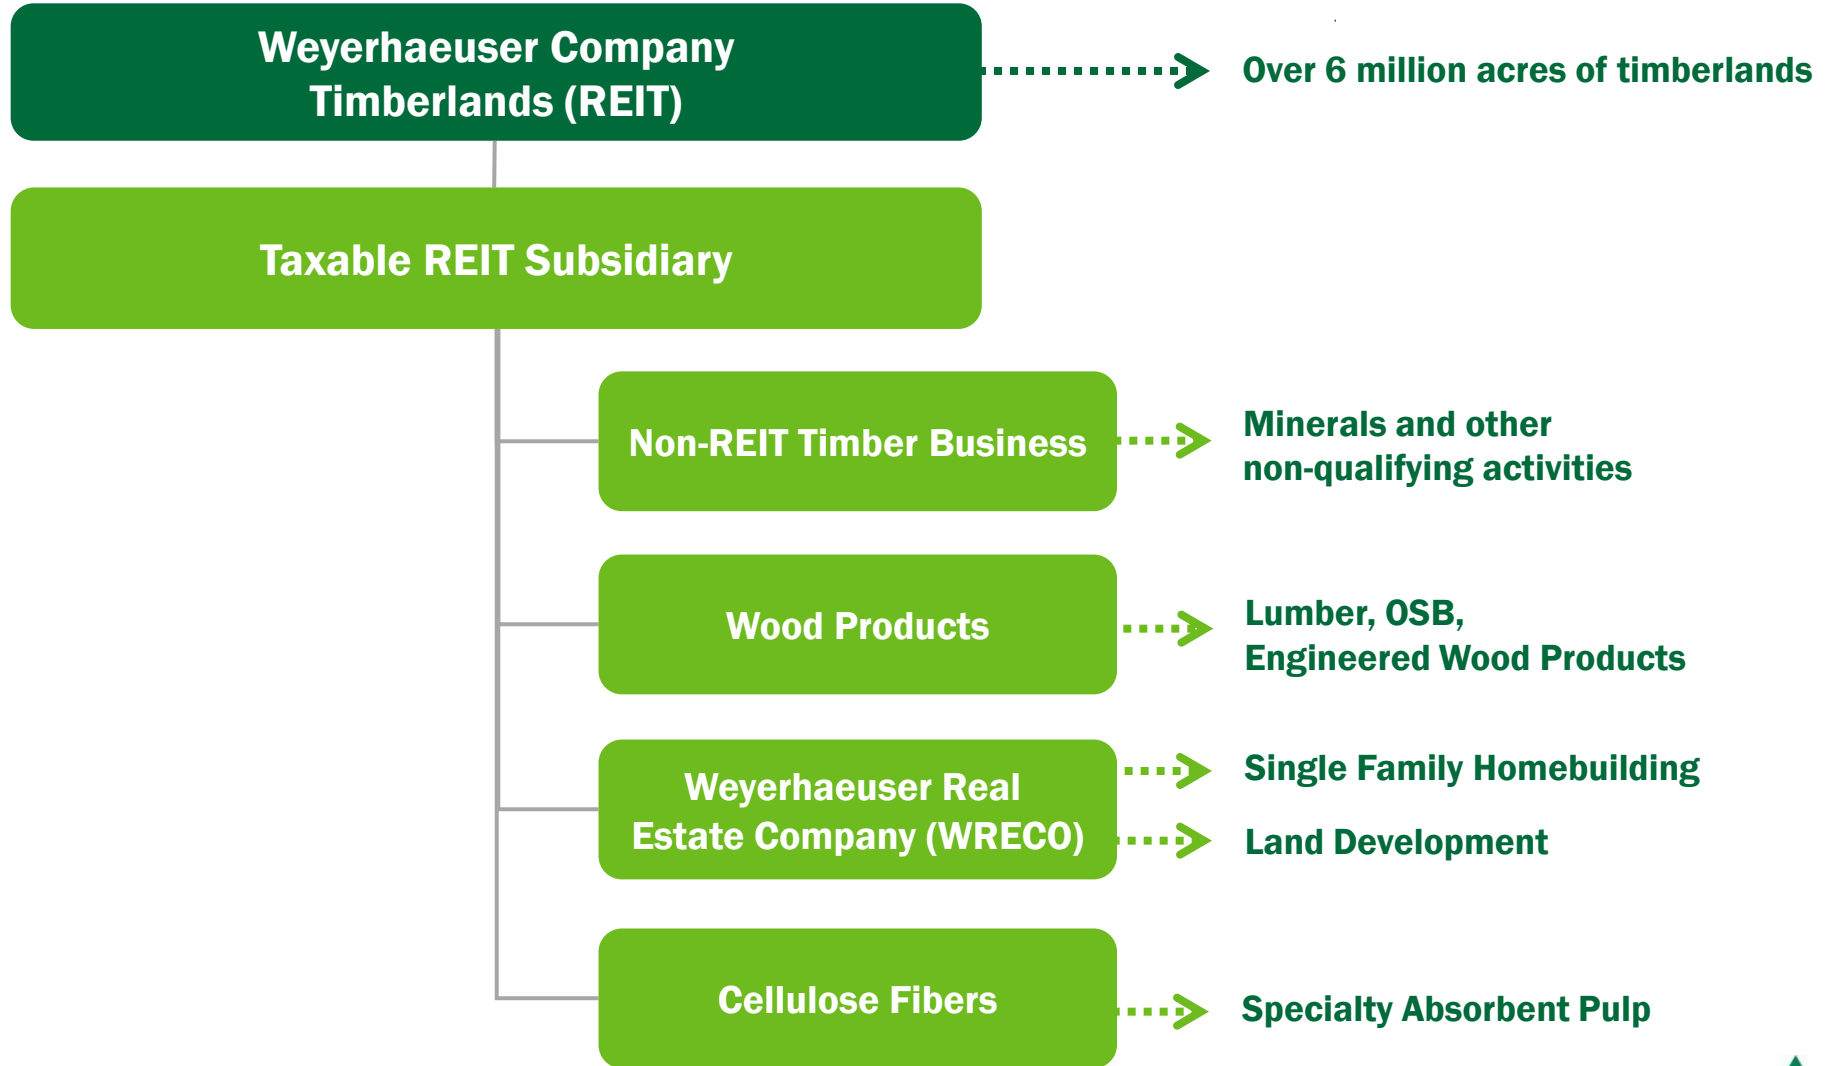 Weyerhaeuser Company
Timberlands (REIT)
Over 6 million acres of timberlands
Taxable REIT Subsidiary
Non-REIT Timber Business
Minerals and other
non-qualifying activities
Wood Products
Lumber, OSB,
Engineered Wood Products
Weyerhaeuser Real
Estate Company (WRECO)
Single Family Homebuilding
Land Development
Cellulose Fibers
Specialty Absorbent Pulp